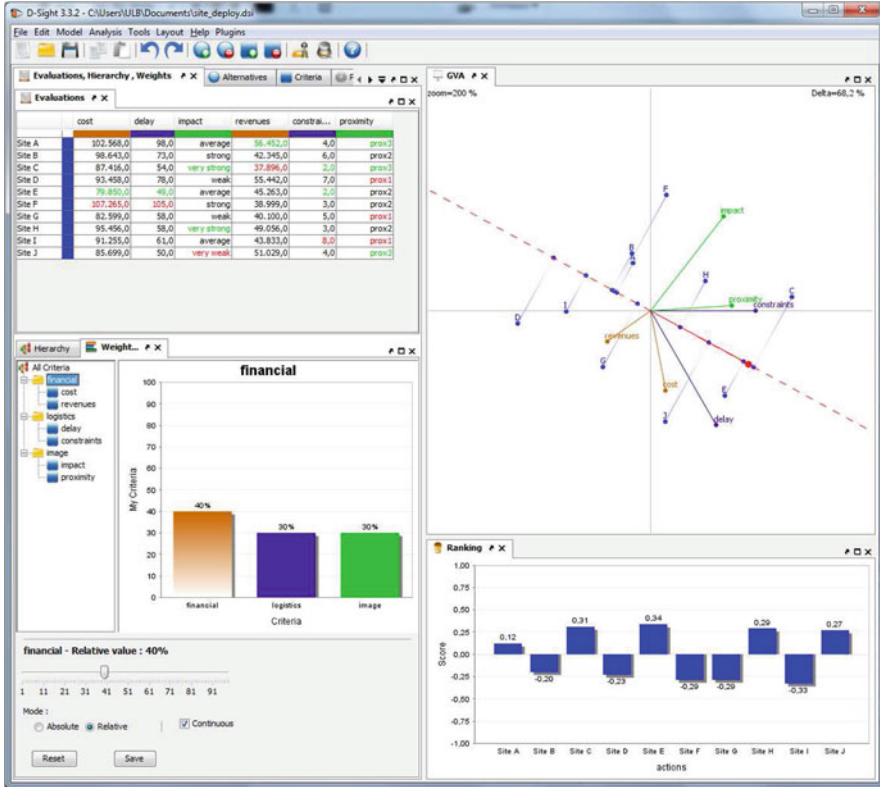 D-Sight 3.3.2 - C:\Users\ULB\Documents\site_deploy.dsi
File Edit Model Analysis Tools Layout Help Plugins
Evaluations, Hierarchy , Weights
Alternatives
Criteria
Evaluations
cost delay impact revenues constrai... proximity
Site A 102.568,0 98,0 average 56.452,0 4,0 prox3
Site B 98.643,0 73,0 strong 42.345,0 6,0 prox2
Site C 87.416,0 54,0 very strong 37.896,0 2,0 prox3
Site D 93.458,0 78,0 weak 55.442,0 7,0 prox1
Site E 79.850,0 49,0 average 45.263,0 2,0 prox2
Site F 107.265,0 105,0 strong 38.999,0 3,0 prox2
Site G 82.599,0 58,0 weak 40.100,0 5,0 prox1
Site H 95.456,0 58,0 very strong 49.056,0 3,0 prox2
Site I 91.255,0 61,0 average 43.833,0 8,0 prox1
Site J 85.699,0 50,0 very weak 51.029,0 4,0 prox3
Hierarchy
Weight...
All Criteria
financial
cost
revenues
logistics
delay
constraints
image
impact
proximity
financial
My Criteria
100
90
80
70
60
50
40
30
20
10
0
40%
30%
30%
financial logistics image
Criteria
financial - Relative value : 40%
1 11 21 31 41 51 61 71 81 91
Mode :
Absolute Relative | Continuous
Reset Save
GVA
zoom=200 %
Delta=68,2 %
F
impact
B
A
H
C
proximity
constraints
I
D
revenues
G
cost
E
J
delay
Ranking
Score
1,00
0,75
0,50
0,25
0,00
-0,25
-0,50
-0,75
-1,00
0,12
-0,20
0,31
-0,23
0,34
-0,29
-0,29
0,29
-0,33
0,27
Site A Site B Site C Site D Site E Site F Site G Site H Site I Site J
actions